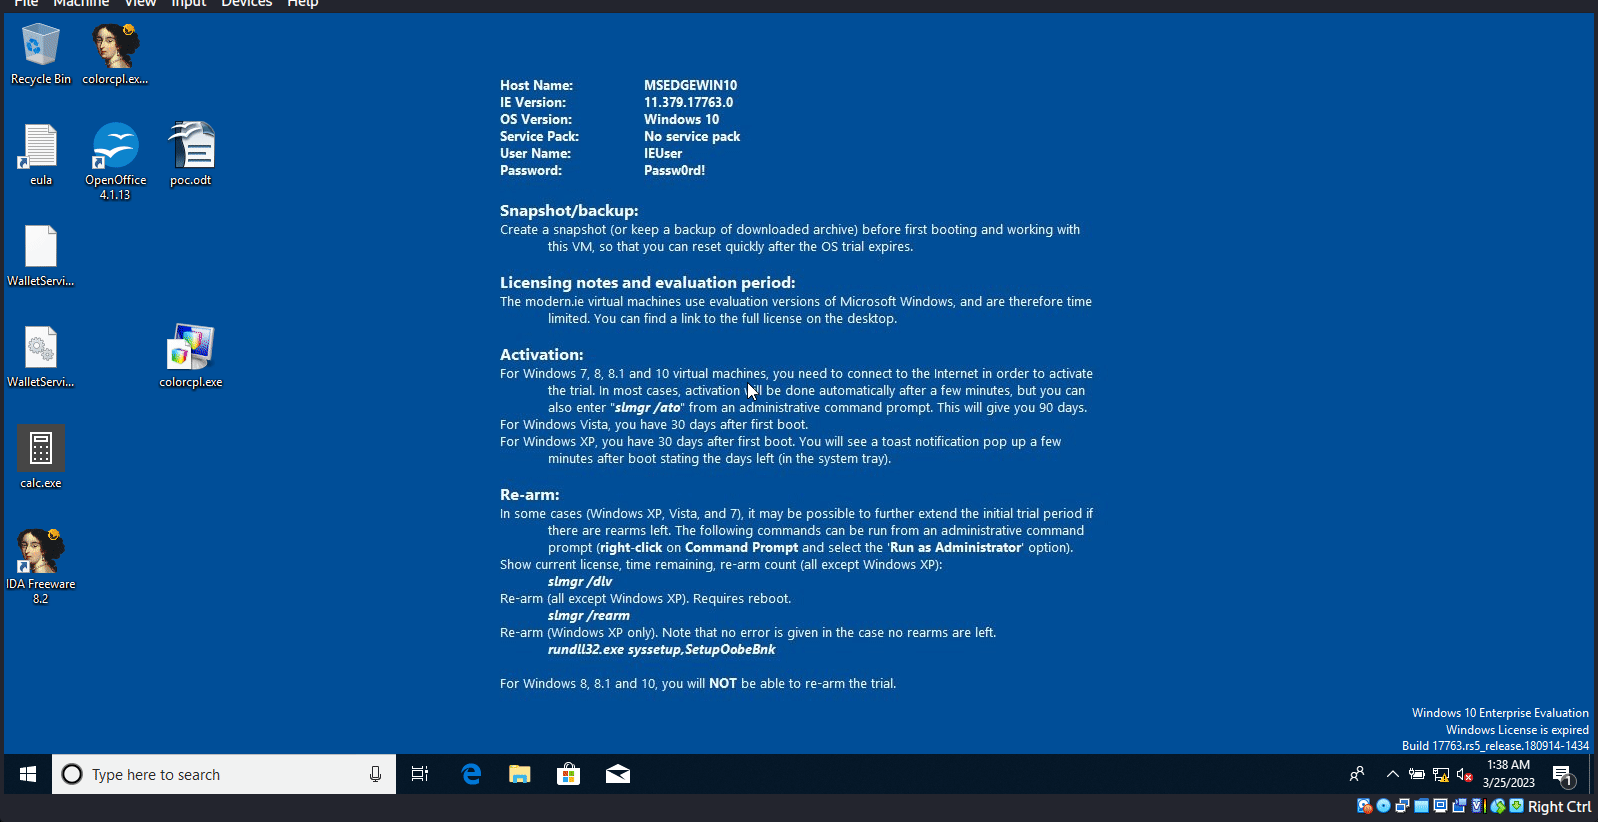 File Machine View Input Devices Help
Recycle Bin
colorcpl.ex...
eula
OpenOffice
4.1.13
poc.odt
WalletServi...
WalletServi...
colorcpl.exe
calc.exe
IDA Freeware
8.2
Host Name: MSEDGEWIN10
IE Version: 11.379.17763.0
OS Version: Windows 10
Service Pack: No service pack
User Name: IEUser
Password: Passw0rd!
Snapshot/backup:
Create a snapshot (or keep a backup of downloaded archive) before first booting and working with
this VM, so that you can reset quickly after the OS trial expires.
Licensing notes and evaluation period:
The modern.ie virtual machines use evaluation versions of Microsoft Windows, and are therefore time
limited. You can find a link to the full license on the desktop.
Activation:
For Windows 7, 8, 8.1 and 10 virtual machines, you need to connect to the Internet in order to activate
the trial. In most cases, activation will be done automatically after a few minutes, but you can
also enter "slmgr /ato" from an administrative command prompt. This will give you 90 days.
For Windows Vista, you have 30 days after first boot.
For Windows XP, you have 30 days after first boot. You will see a toast notification pop up a few
minutes after boot stating the days left (in the system tray).
Re-arm:
In some cases (Windows XP, Vista, and 7), it may be possible to further extend the initial trial period if
there are rearms left. The following commands can be run from an administrative command
prompt (right-click on Command Prompt and select the 'Run as Administrator' option).
Show current license, time remaining, re-arm count (all except Windows XP):
slmgr /dlv
Re-arm (all except Windows XP). Requires reboot.
slmgr /rearm
Re-arm (Windows XP only). Note that no error is given in the case no rearms are left.
rundll32.exe syssetup,SetupOobeBnk
For Windows 8, 8.1 and 10, you will NOT be able to re-arm the trial.
Windows 10 Enterprise Evaluation
Windows License is expired
Build 17763.rs5_release.180914-1434
Type here to search
1:38 AM
3/25/2023
1
Right Ctrl